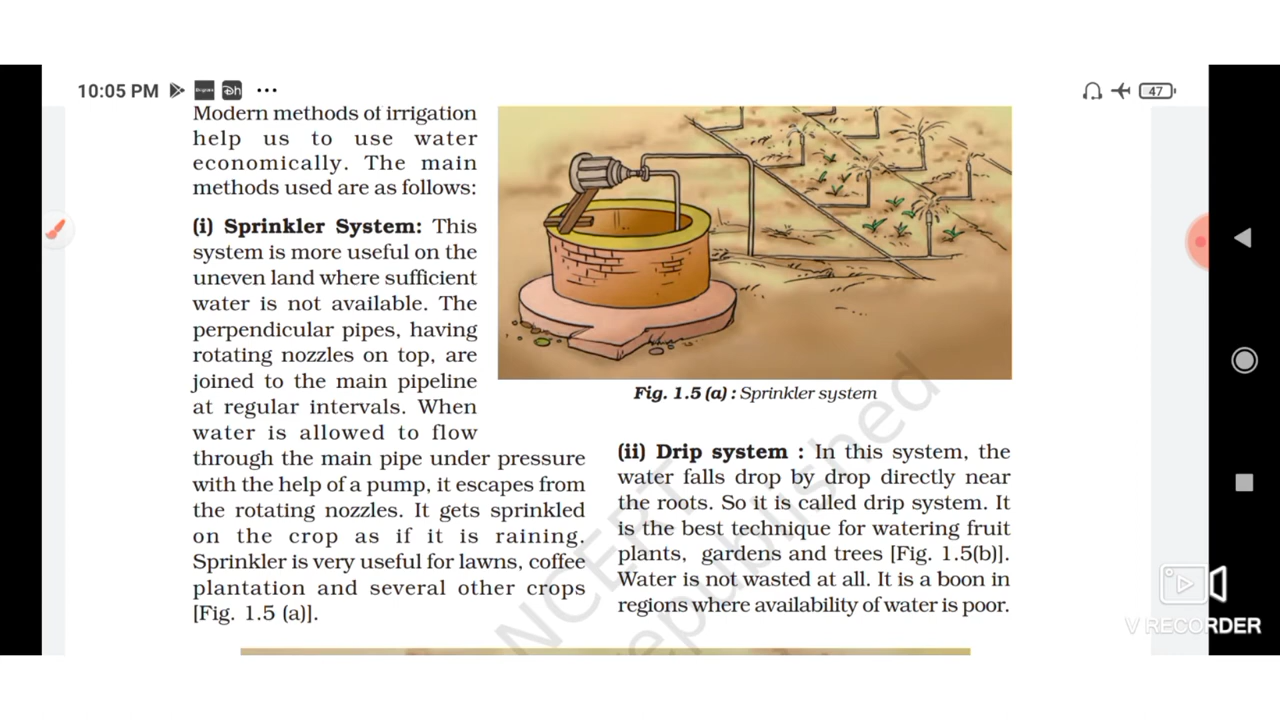 10:05 PM
47
Modern methods of irrigation
help us to use water
economically. The main
methods used are as follows:
(i) Sprinkler System: This
system is more useful on the
uneven land where sufficient
water is not available. The
perpendicular pipes, having
rotating nozzles on top, are
joined to the main pipeline
at regular intervals. When
water is allowed to flow
through the main pipe under pressure
with the help of a pump, it escapes from
the rotating nozzles. It gets sprinkled
on the crop as if it is raining.
Sprinkler is very useful for lawns, coffee
plantation and several other crops
[Fig. 1.5 (a)].
Fig. 1.5 (a) : Sprinkler system
(ii) Drip system : In this system, the
water falls drop by drop directly near
the roots. So it is called drip system. It
is the best technique for watering fruit
plants, gardens and trees [Fig. 1.5(b)].
Water is not wasted at all. It is a boon in
regions where availability of water is poor.
NCERT
republished
V RECORDER